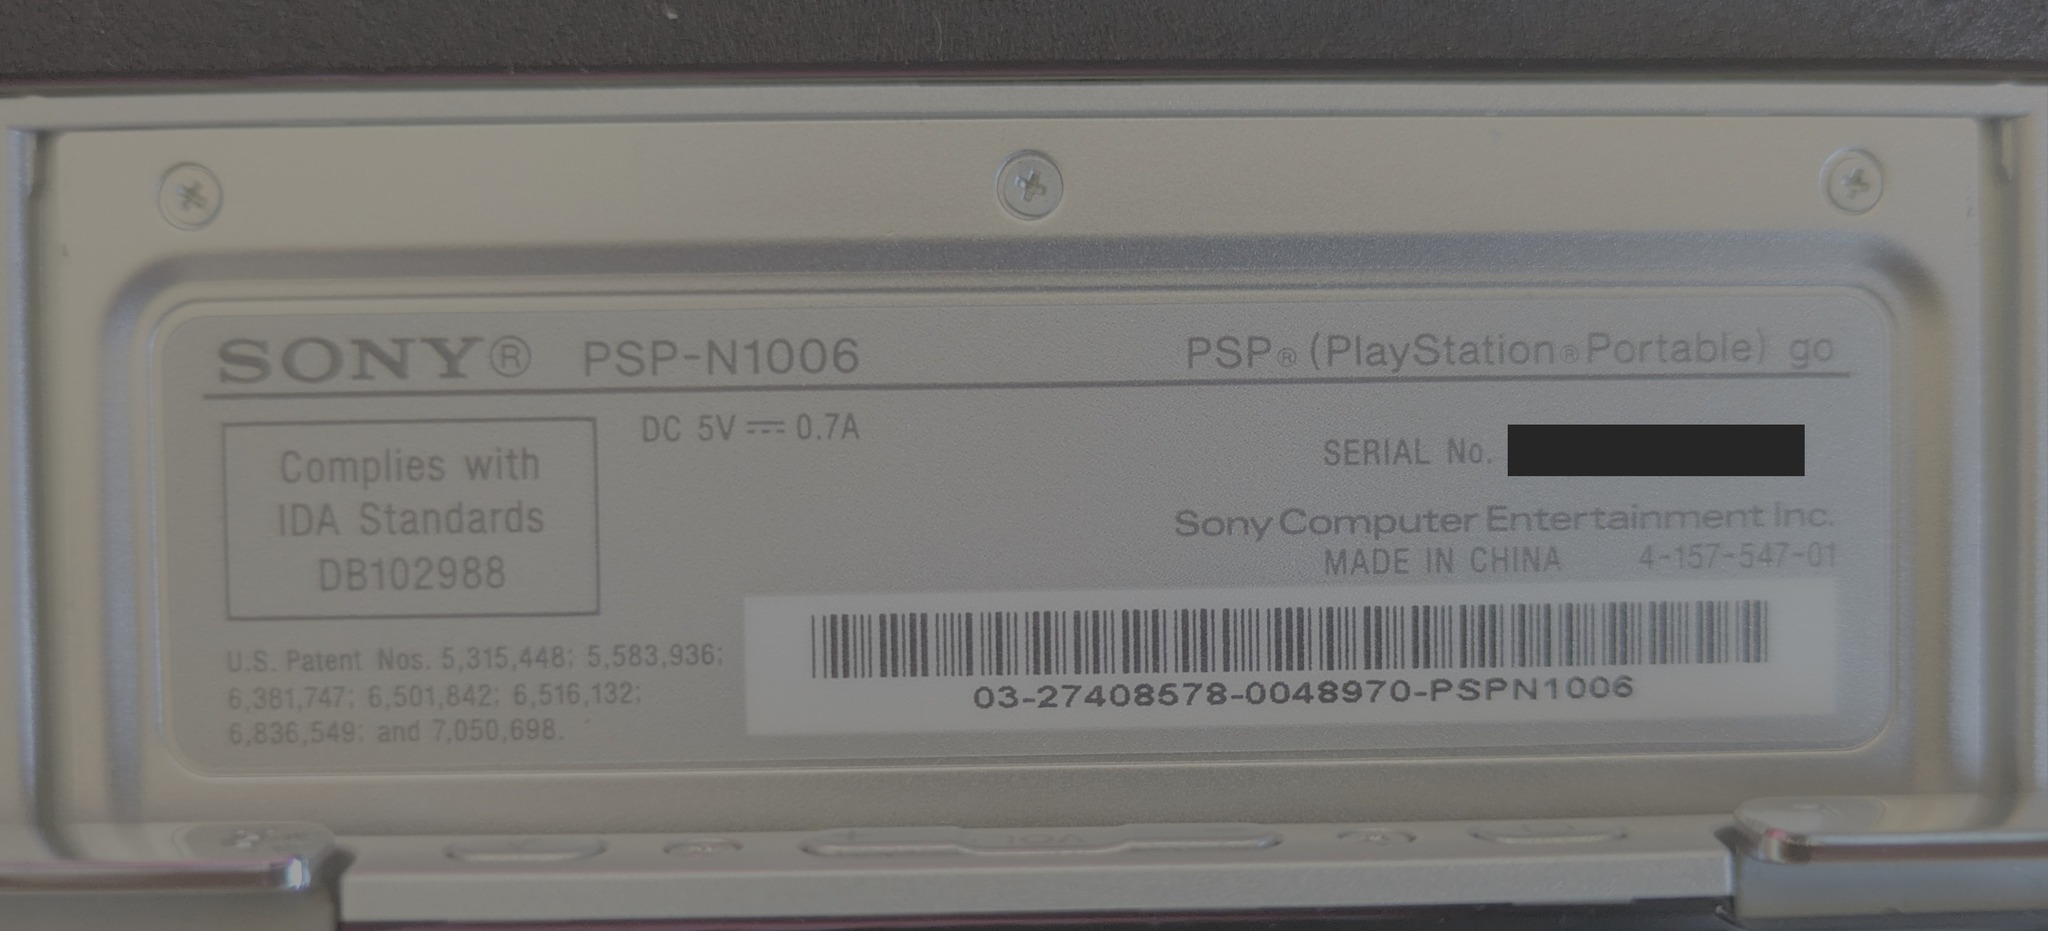 SONY® PSP-N1006 PSP® (PlayStation®Portable) go
DC 5V ⎓ 0.7A
SERIAL No.
Complies with
IDA Standards
DB102988
Sony Computer Entertainment Inc.
MADE IN CHINA 4-157-547-01
U.S. Patent Nos. 5,315,448; 5,583,936;
6,381,747; 6,501,842; 6,516,132;
6,836,549; and 7,050,698.
03-27408578-0048970-PSPN1006